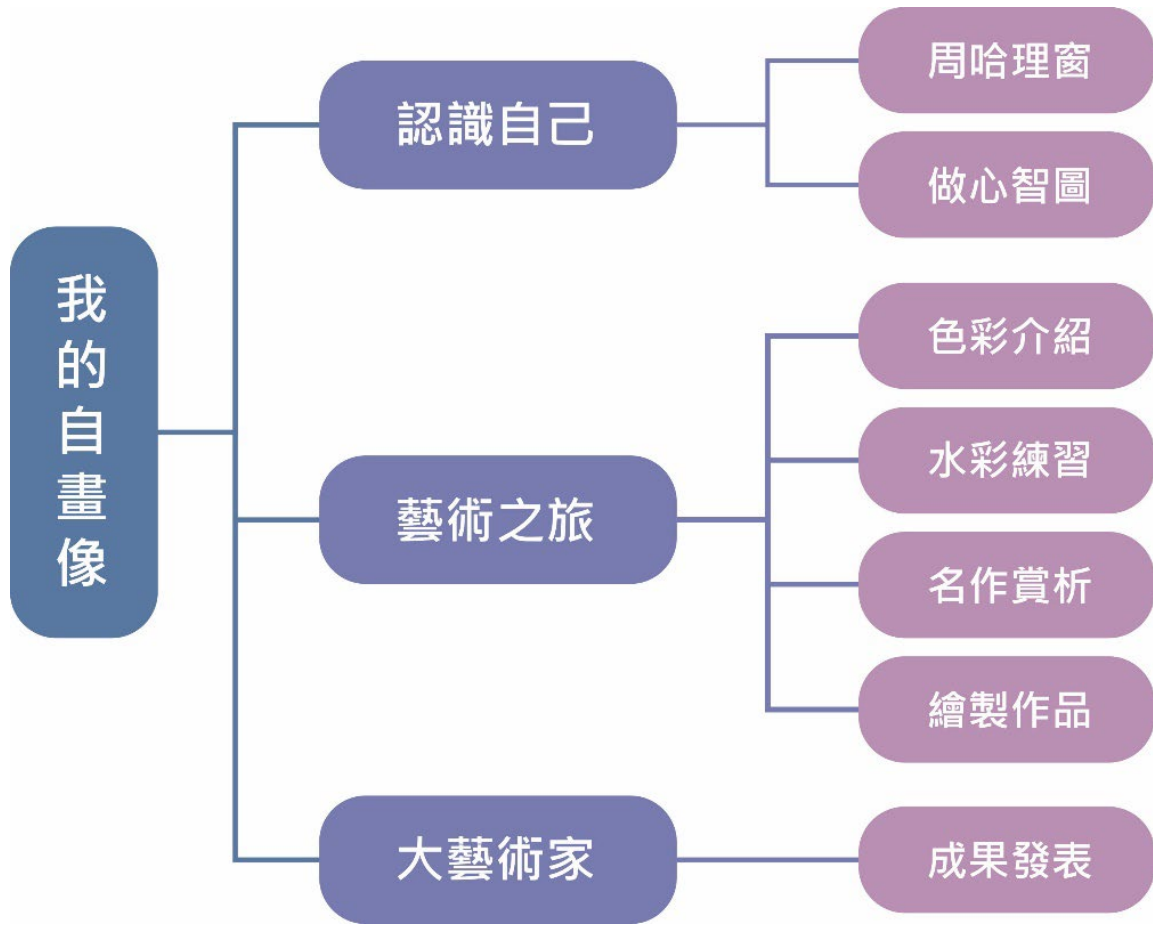 我的自畫像
認識自己
周哈理窗
做心智圖
藝術之旅
色彩介紹
水彩練習
名作賞析
繪製作品
大藝術家
成果發表